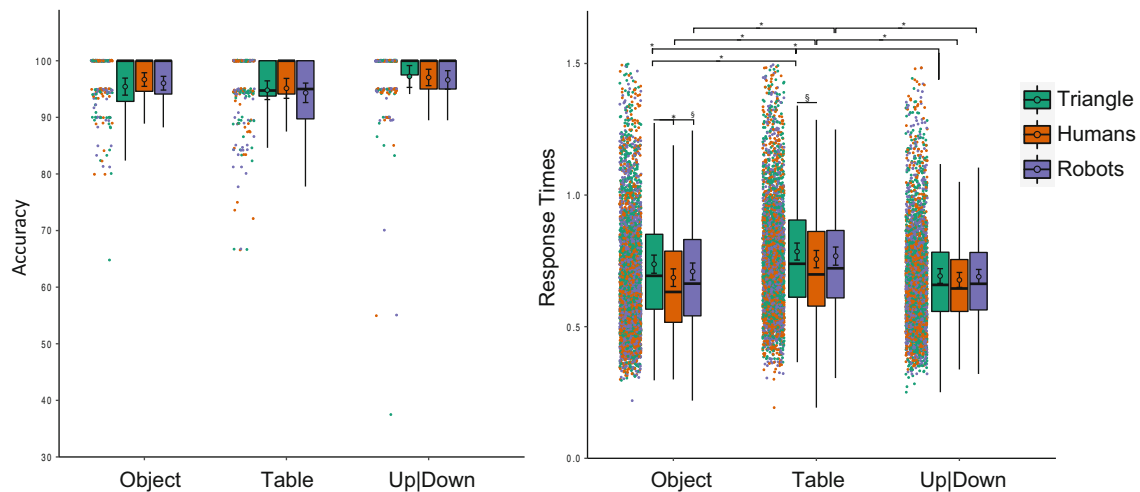 Accuracy
100
90
80
70
60
50
40
30
Object
Table
Up|Down
Response Times
1.5
1.0
0.5
0.0
* *
* *
* * *
*
* §
§
Object
Table
Up|Down
Triangle
Humans
Robots